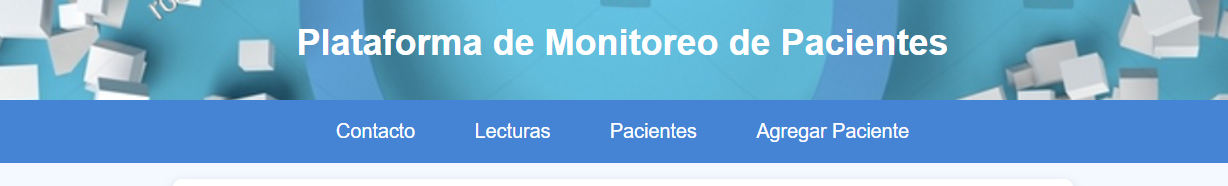 Plataforma de Monitoreo de Pacientes
Contacto Lecturas Pacientes Agregar Paciente